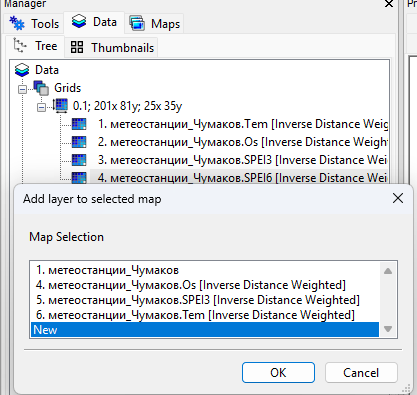 Manager
Tools
Data
Maps
Tree
Thumbnails
Data
Grids
0.1; 201x 81y; 25x 35y
1. метеостанции_Чумаков.Tem [Inverse Distance Weig
2. метеостанции_Чумаков.Os [Inverse Distance Weigh
3. метеостанции_Чумаков.SPEI3 [Inverse Distance We
4. метеостанции_Чумаков.SPEI6 [Inverse Distance We
Add layer to selected map
Map Selection
1. метеостанции_Чумаков
4. метеостанции_Чумаков.Os [Inverse Distance Weighted]
5. метеостанции_Чумаков.SPEI3 [Inverse Distance Weighted]
6. метеостанции_Чумаков.Tem [Inverse Distance Weighted]
New
OK
Cancel